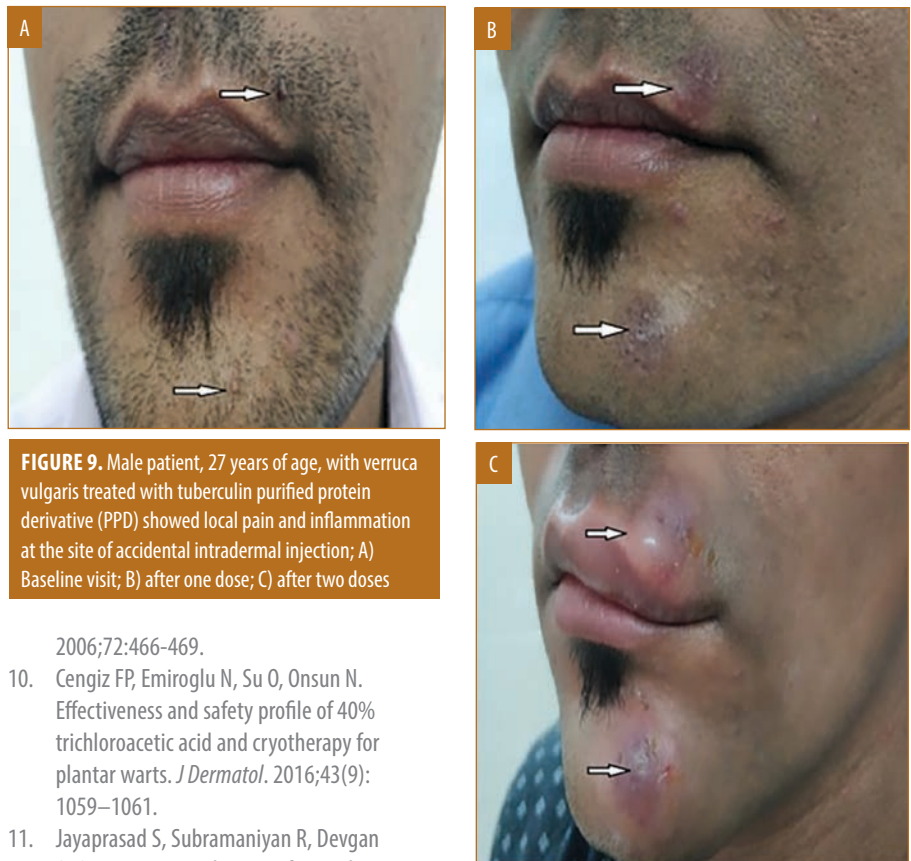 A
B
FIGURE 9. Male patient, 27 years of age, with verruca
vulgaris treated with tuberculin purified protein
derivative (PPD) showed local pain and inflammation
at the site of accidental intradermal injection; A)
Baseline visit; B) after one dose; C) after two doses
C
2006;72:466-469.
10. Cengiz FP, Emiroglu N, Su O, Onsun N.
Effectiveness and safety profile of 40%
trichloroacetic acid and cryotherapy for
plantar warts. J Dermatol. 2016;43(9):
1059–1061.
11. Jayaprasad S, Subramaniyan R, Devgan